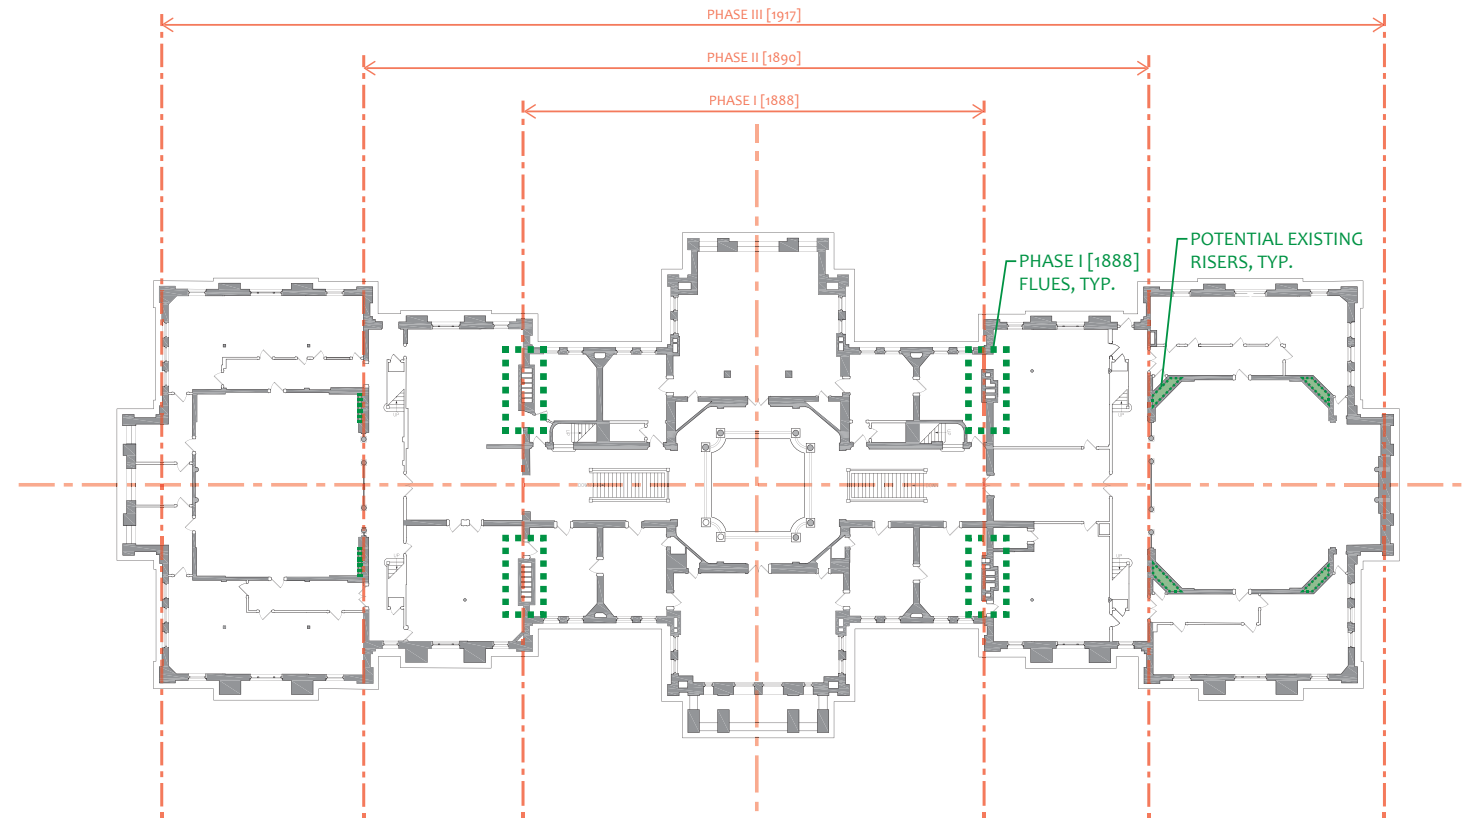 PHASE III [1917]
PHASE II [1890]
PHASE I [1888]
POTENTIAL EXISTING
RISERS, TYP.
PHASE I [1888]
FLUES, TYP.